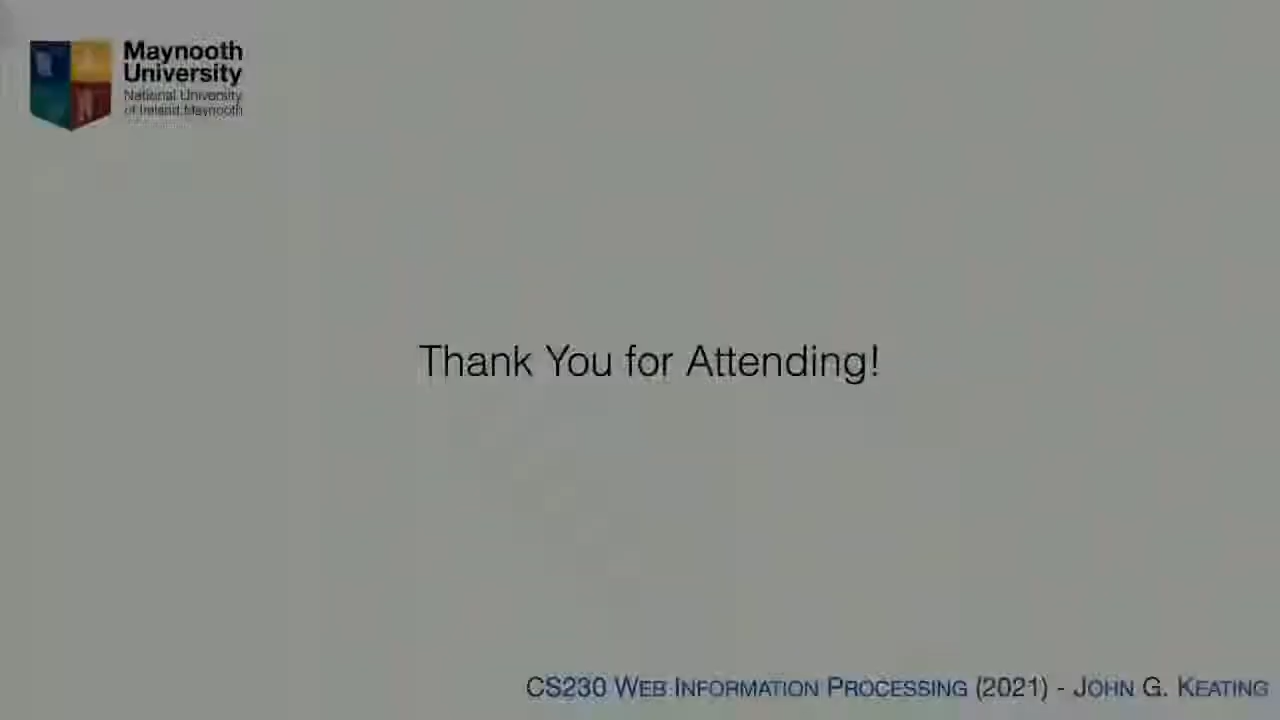 Maynooth
University
National University
of Ireland Maynooth
Thank You for Attending!
CS230 WEB INFORMATION PROCESSING (2021) - JOHN G. KEATING